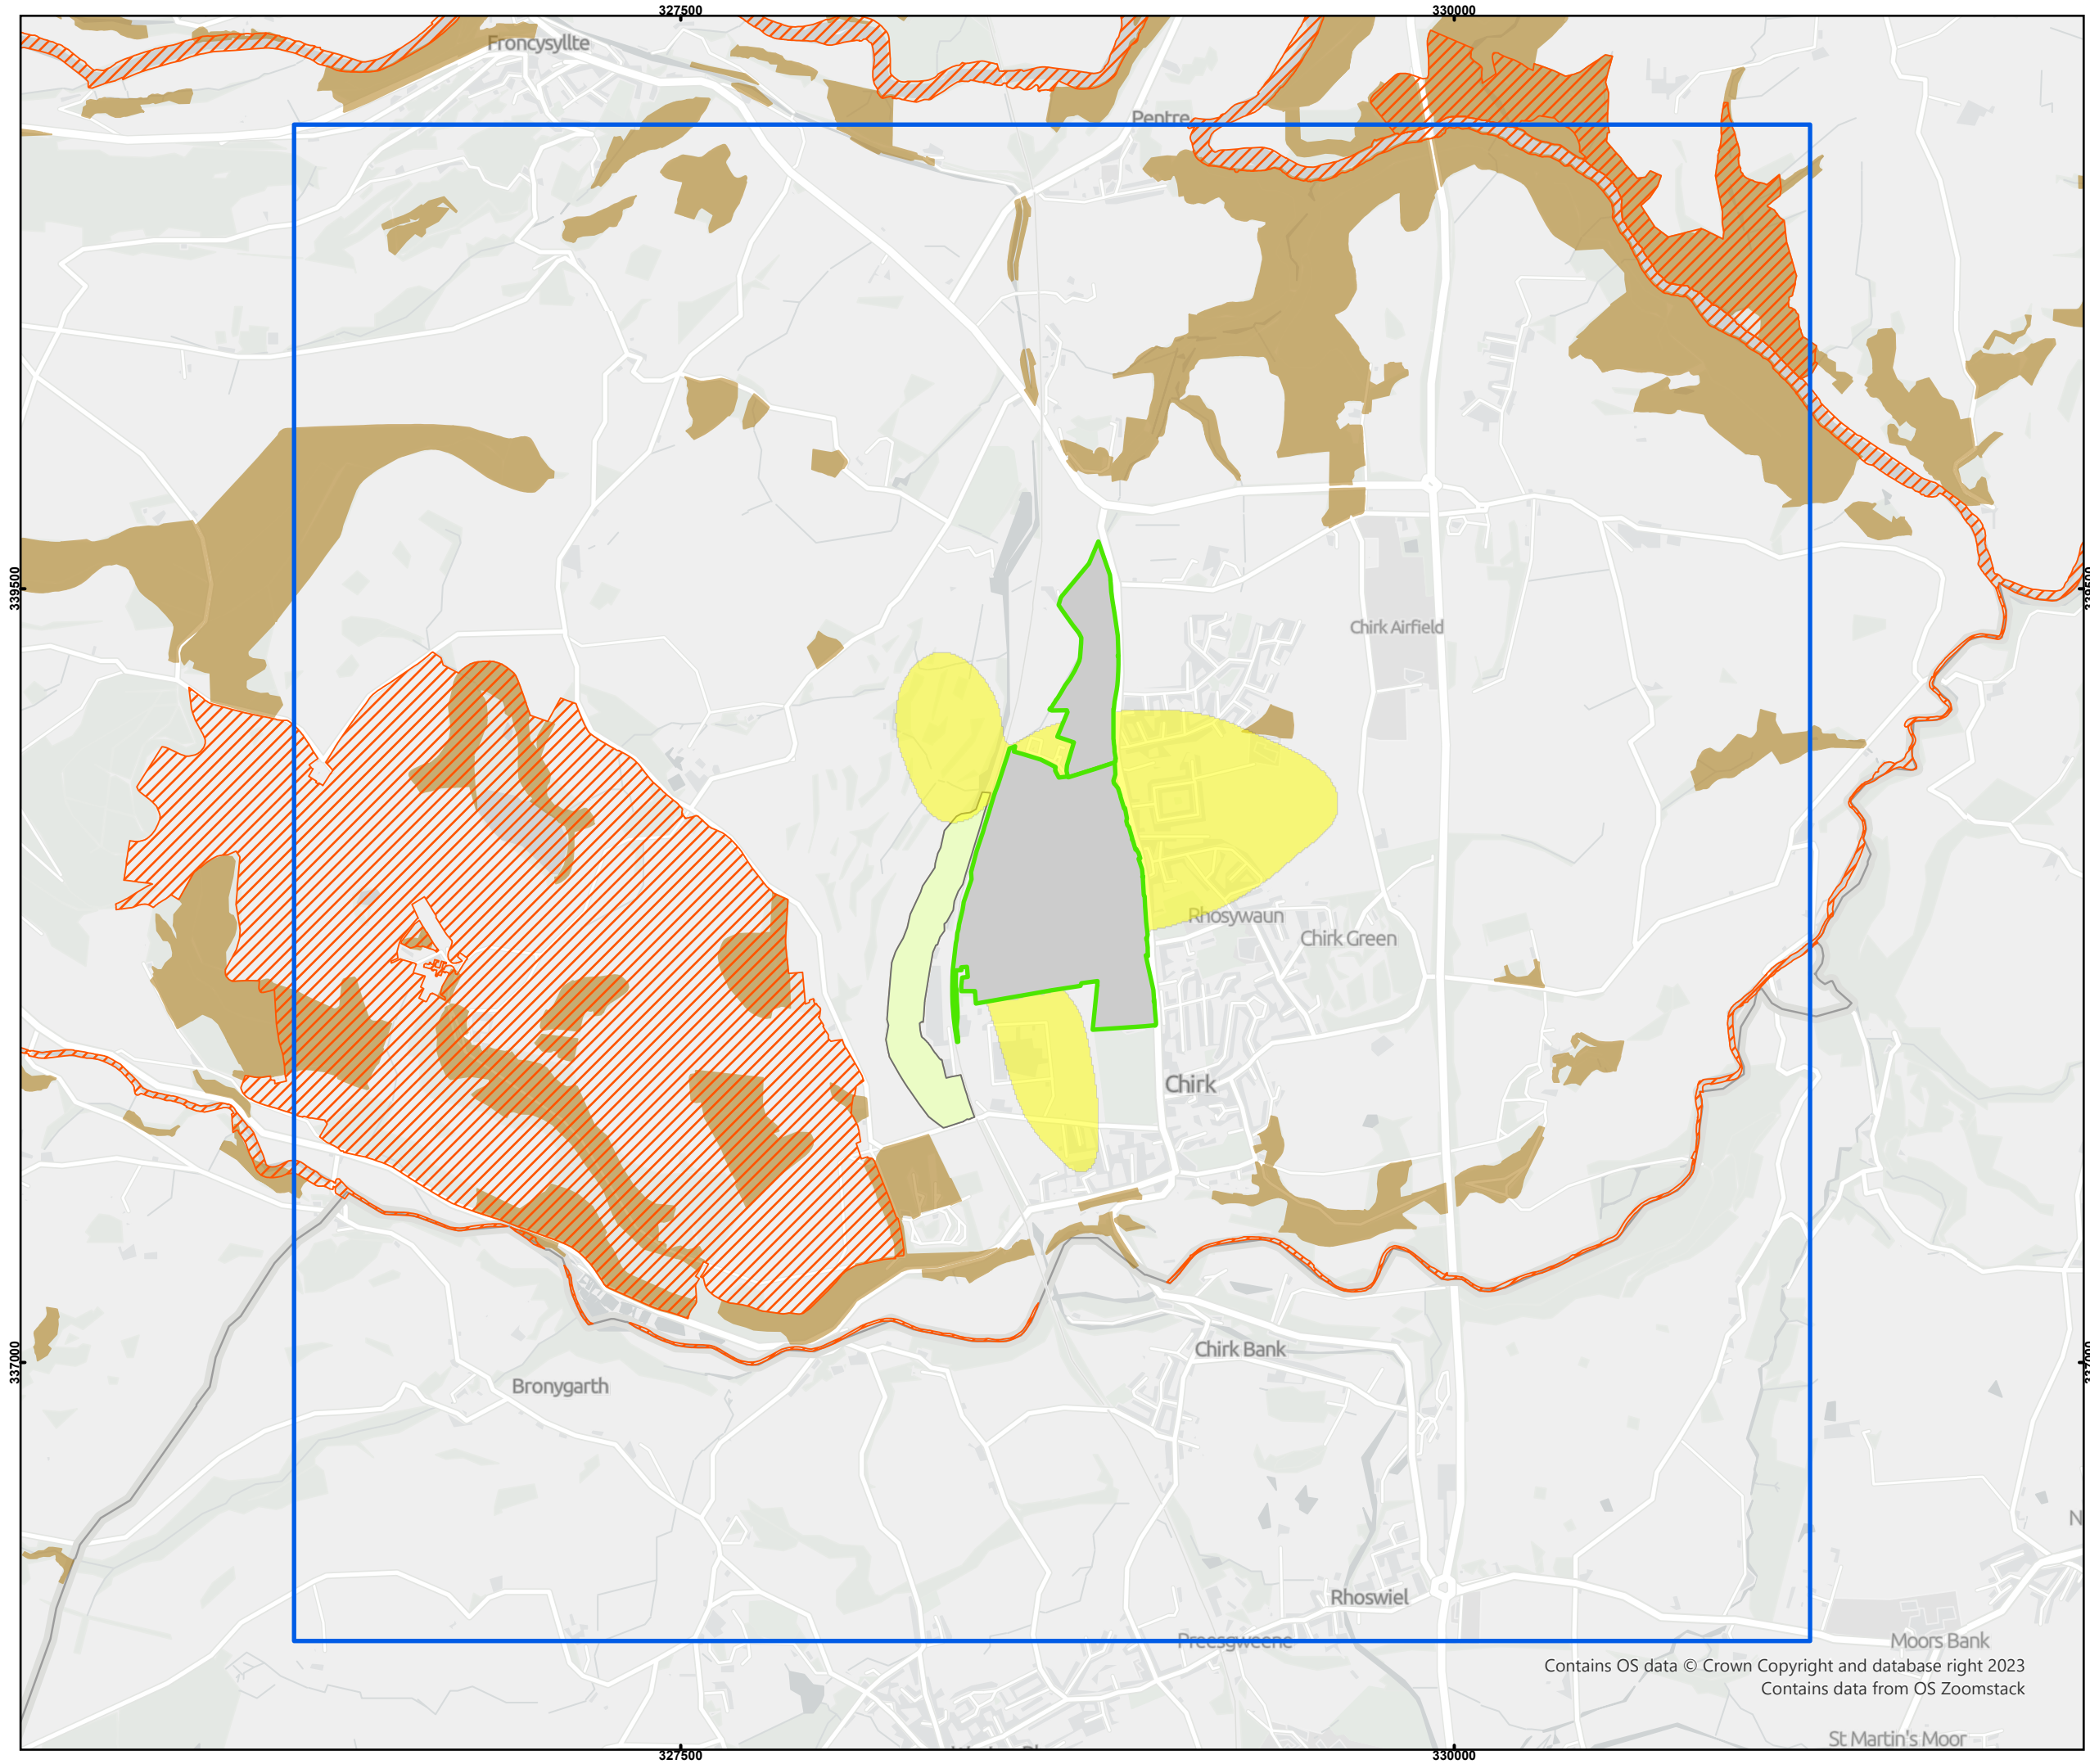 327500
330000
Froncysyllte
Pentre
339500
339500
Chirk Airfield
Rhosywaun
Chirk Green
Chirk
Chirk Bank
337000
337000
Bronygarth
Rhoswiel
Preesgweene
Moors Bank
Contains OS data © Crown Copyright and database right 2023
Contains data from OS Zoomstack
St Martin's Moor
327500
330000